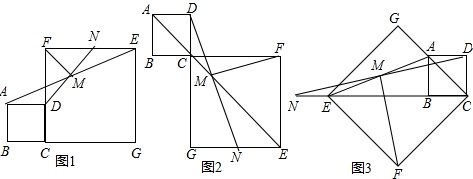 F N E
M
A D
B C G
图1
A D
B C F
M
G N E
图2
G
A D
M
N E B C
F
图3